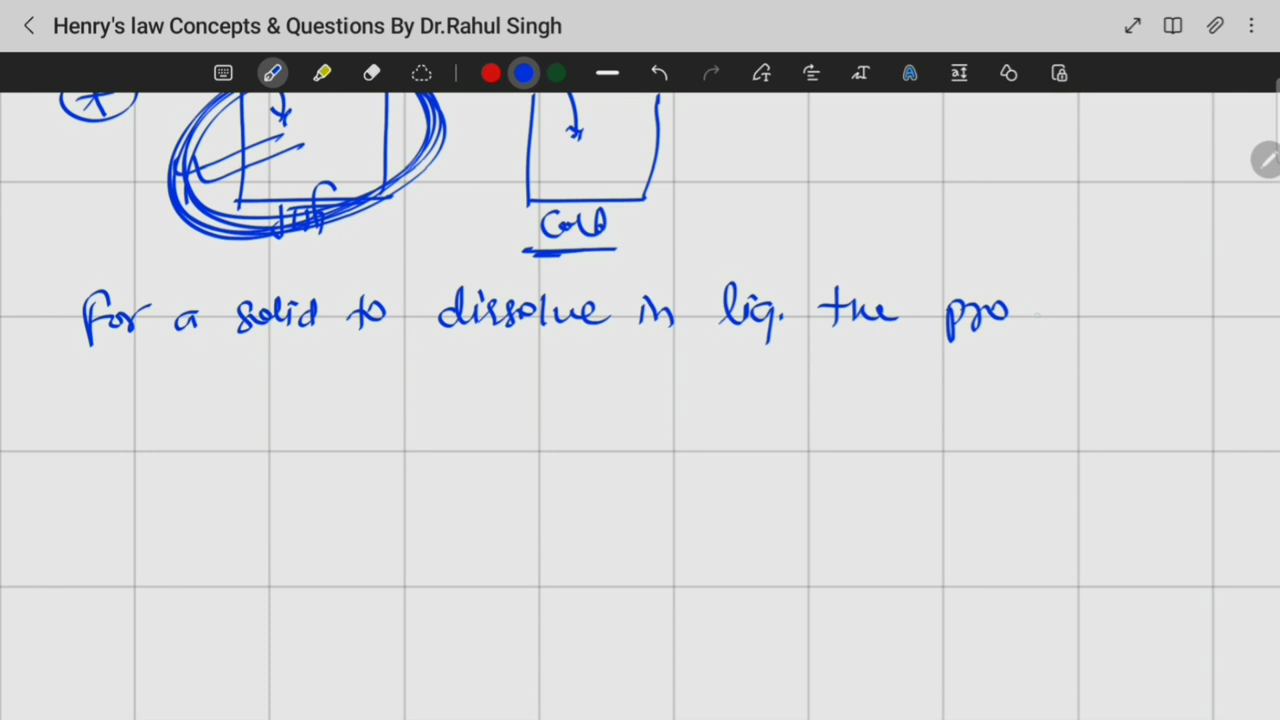 Henry's law Concepts & Questions By Dr.Rahul Singh
Cold
For a solid to dissolve in liq. the pro